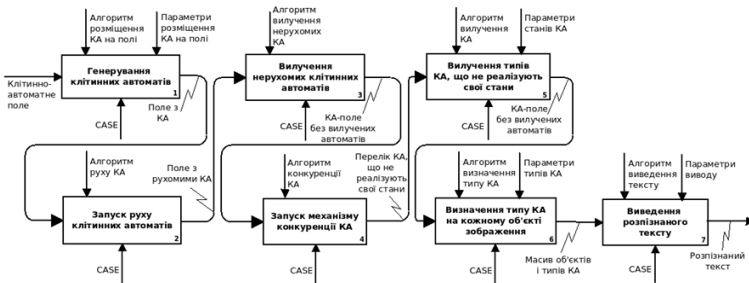 Алгоритм
розміщення
КА на полі
Параметри
розміщення
КА на полі
Клітинно-
автоматне
поле
Генерування
клітинних автоматів
1
CASE
Поле з
КА
Алгоритм
руху КА
Запуск руху
клітинних автоматів
2
CASE
Поле з
рухомими КА
Алгоритм
вилучення
нерухомих
КА
Вилучення
нерухомих клітинних
автоматів
3
CASE
КА-поле
без вилучених
автоматів
Алгоритм
конкуренції
КА
Запуск механізму
конкуренції КА
4
CASE
Перелік КА,
що не
реалізують
свої стани
Алгоритм
вилучення
КА
Параметри
станів КА
Вилучення типів
КА, що не реалізують
свої стани
5
CASE
КА-поле
без вилучених
автоматів
Алгоритм
визначення
типу КА
Параметри
типів КА
Визначення типу КА
на кожному об'єкті
зображення
6
CASE
Масив об'єктів
і типів КА
Алгоритм
виведення
тексту
Параметри
виводу
Виведення
розпізнаного
тексту
7
CASE
Розпізнаний
текст